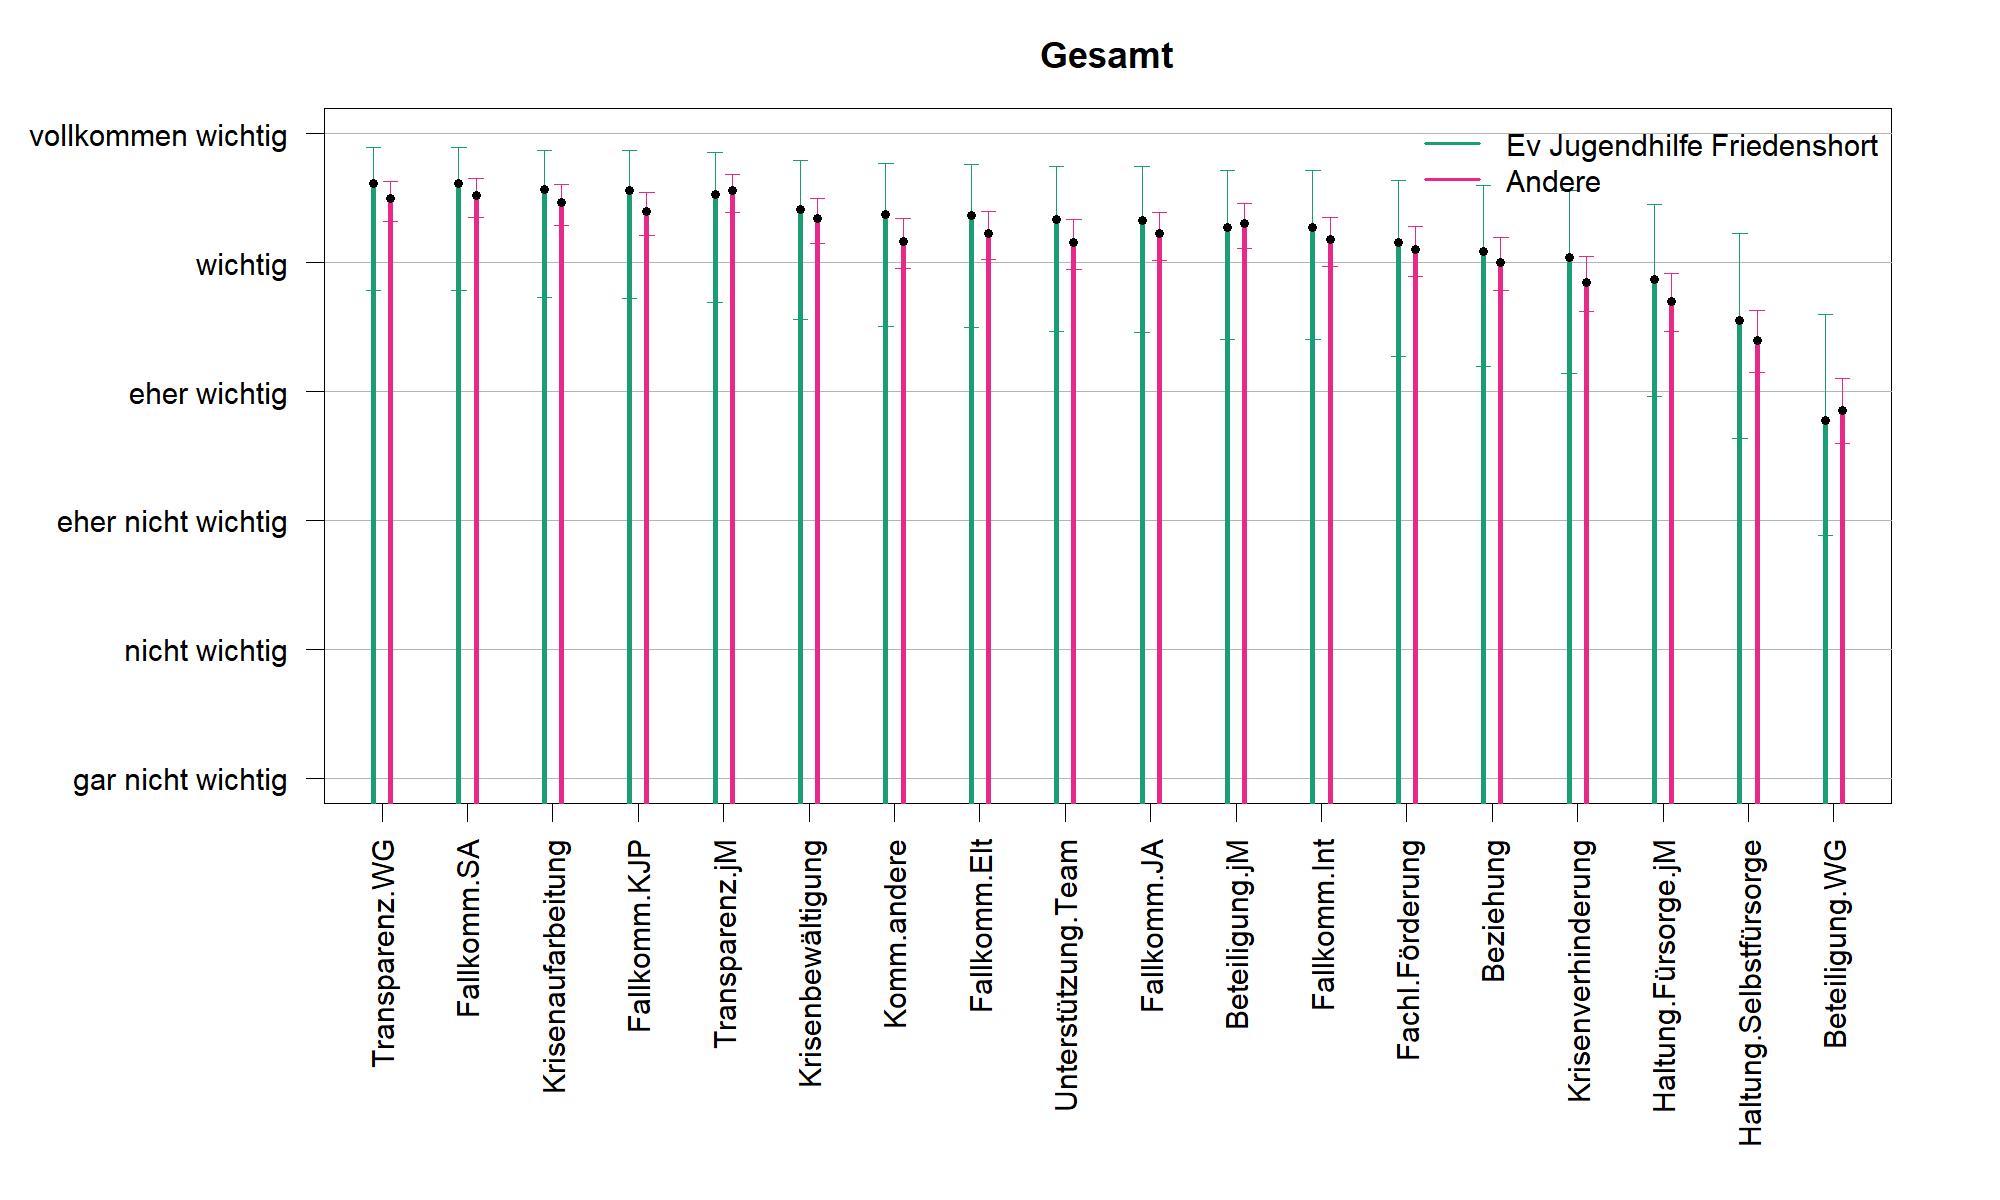 Gesamt
vollkommen wichtig
wichtig
eher wichtig
eher nicht wichtig
nicht wichtig
gar nicht wichtig
Ev Jugendhilfe Friedenshort
Andere
Transparenz.WG
Fallkomm.SA
Krisenaufarbeitung
Fallkomm.KJP
Transparenz.jM
Krisenbewältigung
Komm.andere
Fallkomm.Elt
Unterstützung.Team
Fallkomm.JA
Beteiligung.jM
Fallkomm.Int
Fachl.Förderung
Beziehung
Krisenverhinderung
Haltung.Fürsorge.jM
Haltung.Selbstfürsorge
Beteiligung.WG